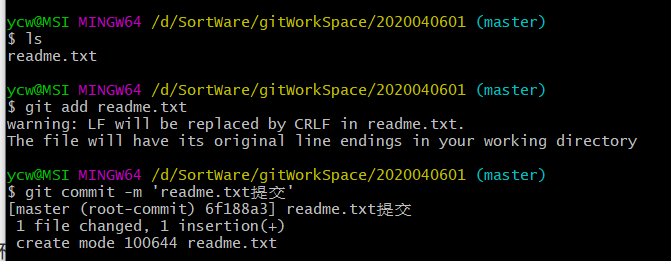 ycw@MSI MINGW64 /d/SortWare/gitWorkSpace/2020040601 (master)
$ ls
readme.txt
ycw@MSI MINGW64 /d/SortWare/gitWorkSpace/2020040601 (master)
$ git add readme.txt
warning: LF will be replaced by CRLF in readme.txt.
The file will have its original line endings in your working directory
ycw@MSI MINGW64 /d/SortWare/gitWorkSpace/2020040601 (master)
$ git commit -m 'readme.txt提交'
[master (root-commit) 6f188a3] readme.txt提交
 1 file changed, 1 insertion(+)
 create mode 100644 readme.txt